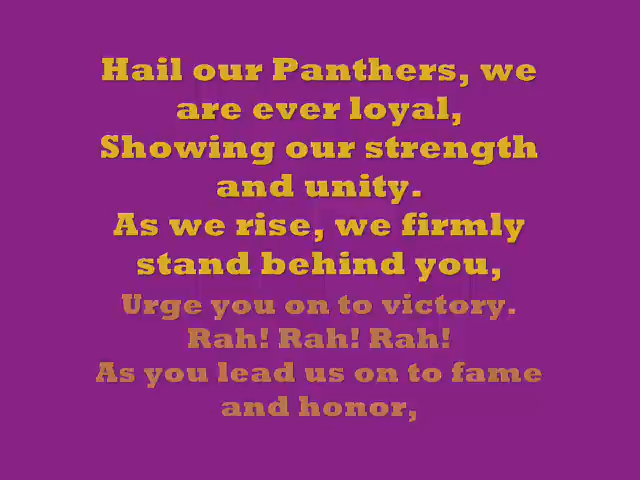 Hail our Panthers, we
are ever loyal,
Showing our strength
and unity.
As we rise, we firmly
stand behind you,
Urge you on to victory.
Rah! Rah! Rah!
As you lead us on to fame
and honor,